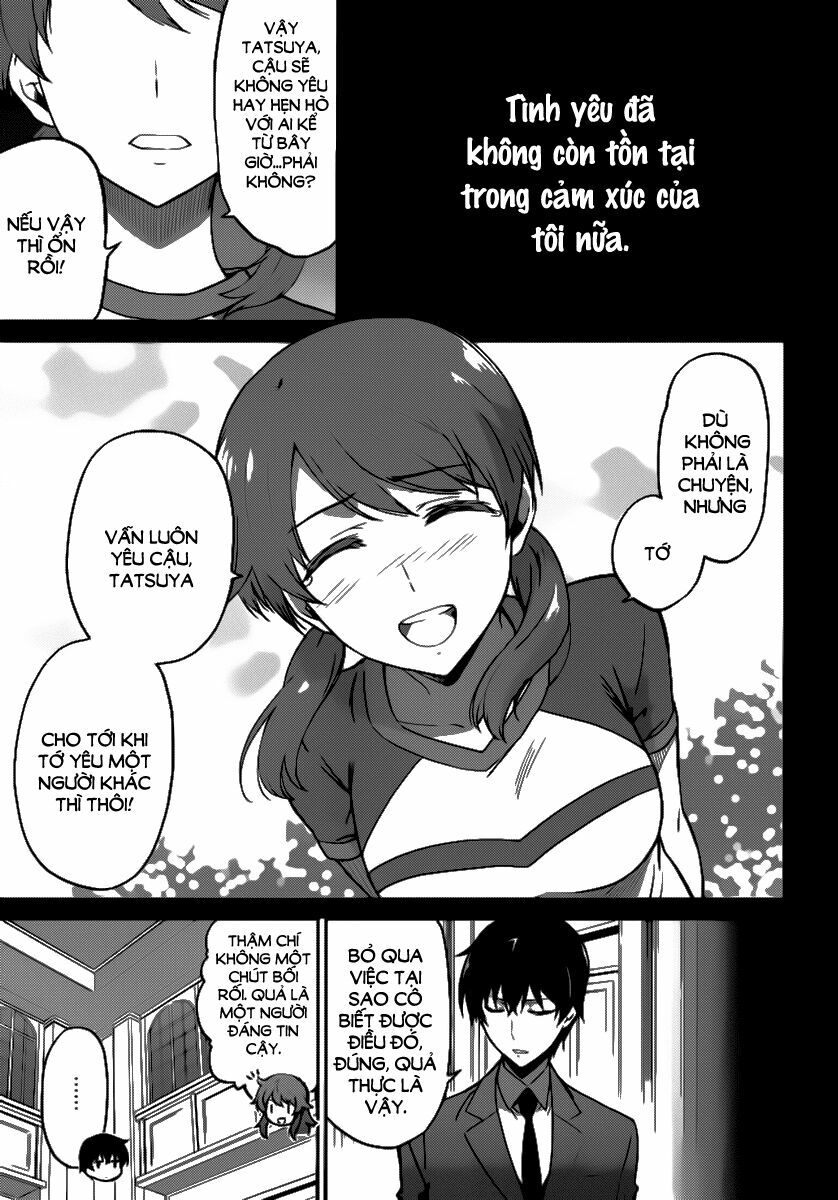 Tình yêu đã
không còn tồn tại
trong cảm xúc của
tôi nữa.
VẬY
TATSUYA,
CẬU SẼ
KHÔNG YÊU
HAY HẸN HÒ
VỚI AI KỂ
TỪ BÂY
GIỜ...PHẢI
KHÔNG?
NẾU VẬY
THÌ ỔN
RỒI!
DÙ
KHÔNG
PHẢI LÀ
CHUYỆN,
NHƯNG
TỚ
VẪN LUÔN
YÊU CẬU,
TATSUYA
CHO TỚI KHI
TỚ YÊU MỘT
NGƯỜI KHÁC
THÌ THÔI!
BỎ QUA
VIỆC TẠI
SAO CÔ
BIẾT ĐƯỢC
ĐIỀU ĐÓ,
ĐÚNG, QUẢ
THỰC LÀ
VẬY.
THẬM CHÍ
KHÔNG MỘT
CHÚT BỐI
RỐI. QUẢ LÀ
MỘT NGƯỜI
ĐÁNG TIN
CẬY.
......